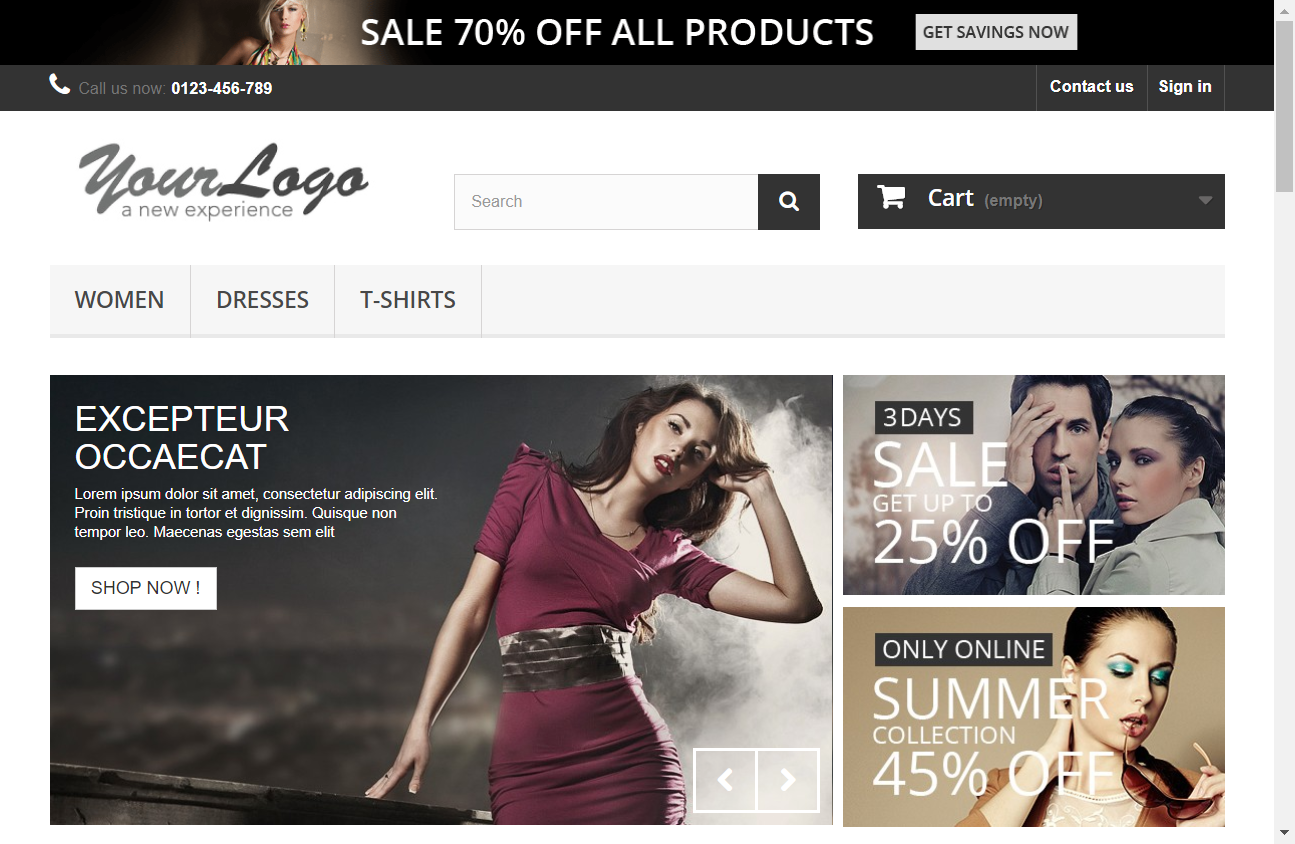 SALE 70% OFF ALL PRODUCTS
GET SAVINGS NOW
Call us now: 0123-456-789
Contact us
Sign in
YourLogo
a new experience
Search
Cart (empty)
WOMEN
DRESSES
T-SHIRTS
EXCEPTEUR
OCCAECAT
Lorem ipsum dolor sit amet, consectetur adipiscing elit.
Proin tristique in tortor et dignissim. Quisque non
tempor leo. Maecenas egestas sem elit
SHOP NOW !
3 DAYS
SALE
GET UP TO
25% OFF
ONLY ONLINE
SUMMER
COLLECTION
45% OFF